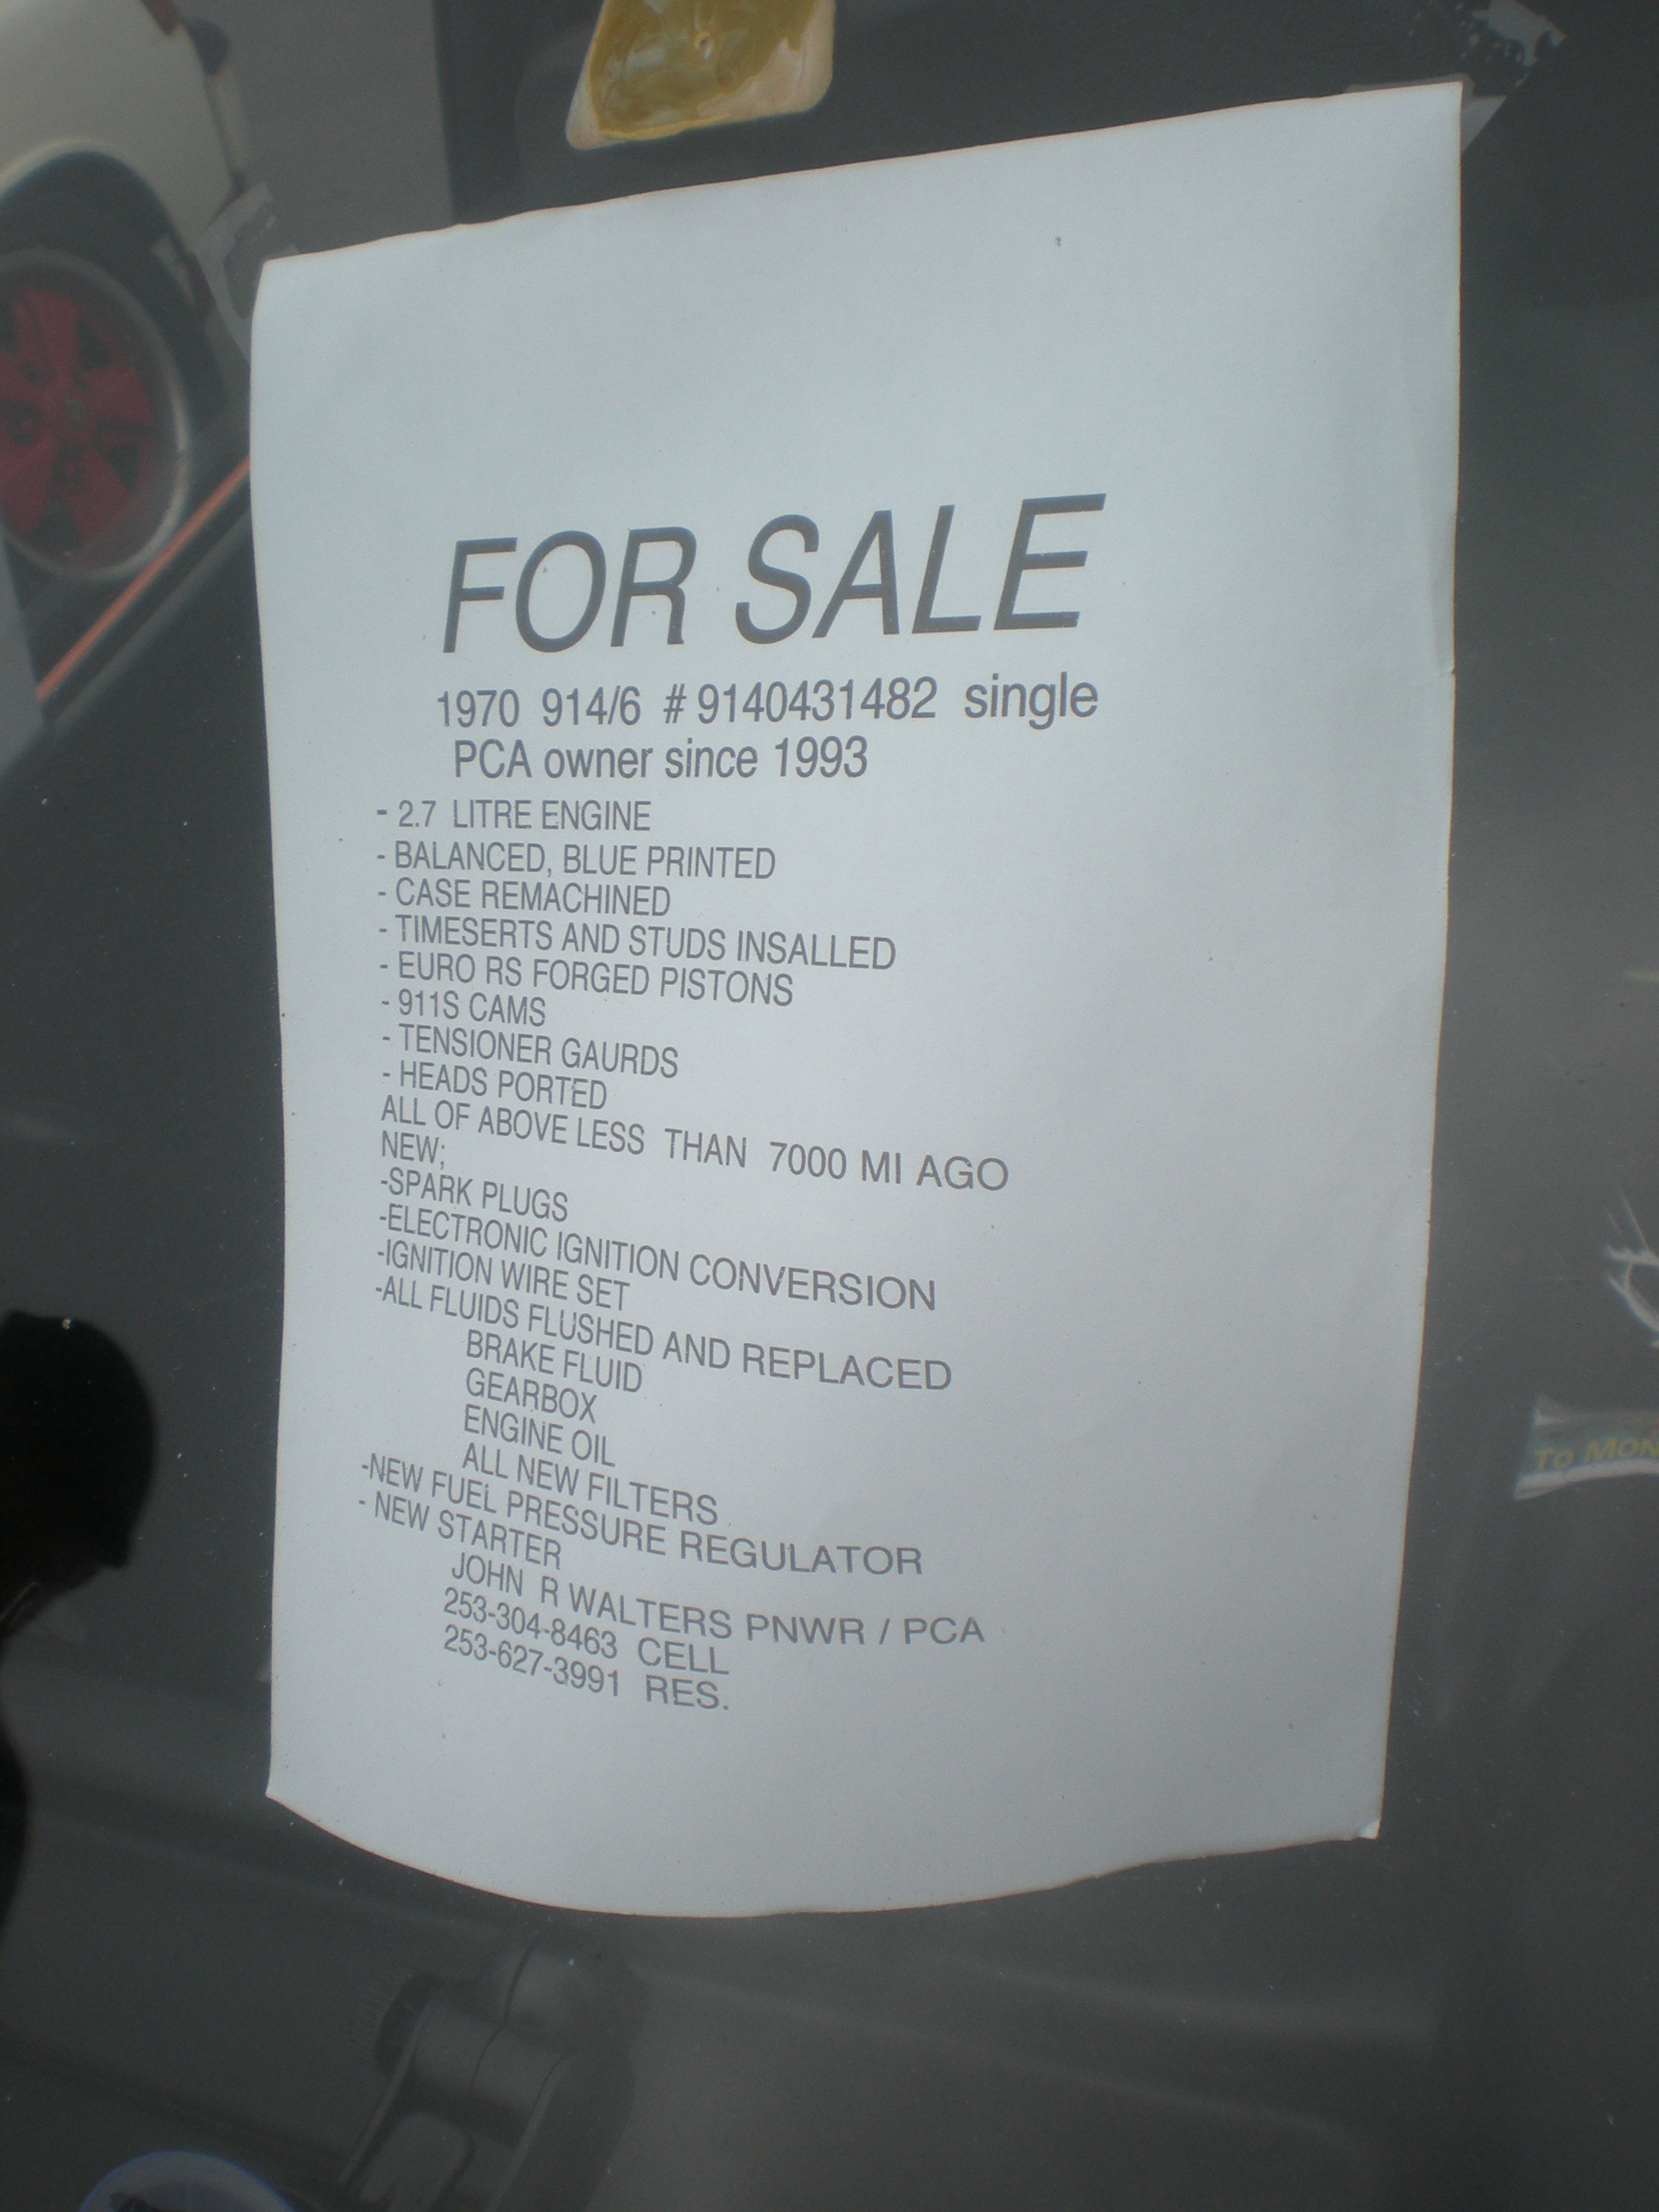 FOR SALE
1970 914/6 # 9140431482 single
PCA owner since 1993
- 2.7 LITRE ENGINE
- BALANCED, BLUE PRINTED
- CASE REMACHINED
- TIMESERTS AND STUDS INSALLED
- EURO RS FORGED PISTONS
- 911S CAMS
- TENSIONER GAURDS
- HEADS PORTED
ALL OF ABOVE LESS THAN 7000 MI AGO
NEW;
-SPARK PLUGS
-ELECTRONIC IGNITION CONVERSION
-IGNITION WIRE SET
-ALL FLUIDS FLUSHED AND REPLACED
BRAKE FLUID
GEARBOX
ENGINE OIL
ALL NEW FILTERS
-NEW FUEL PRESSURE REGULATOR
- NEW STARTER
JOHN R WALTERS PNWR / PCA
253-304-8463 CELL
253-627-3991 RES.
TO MON